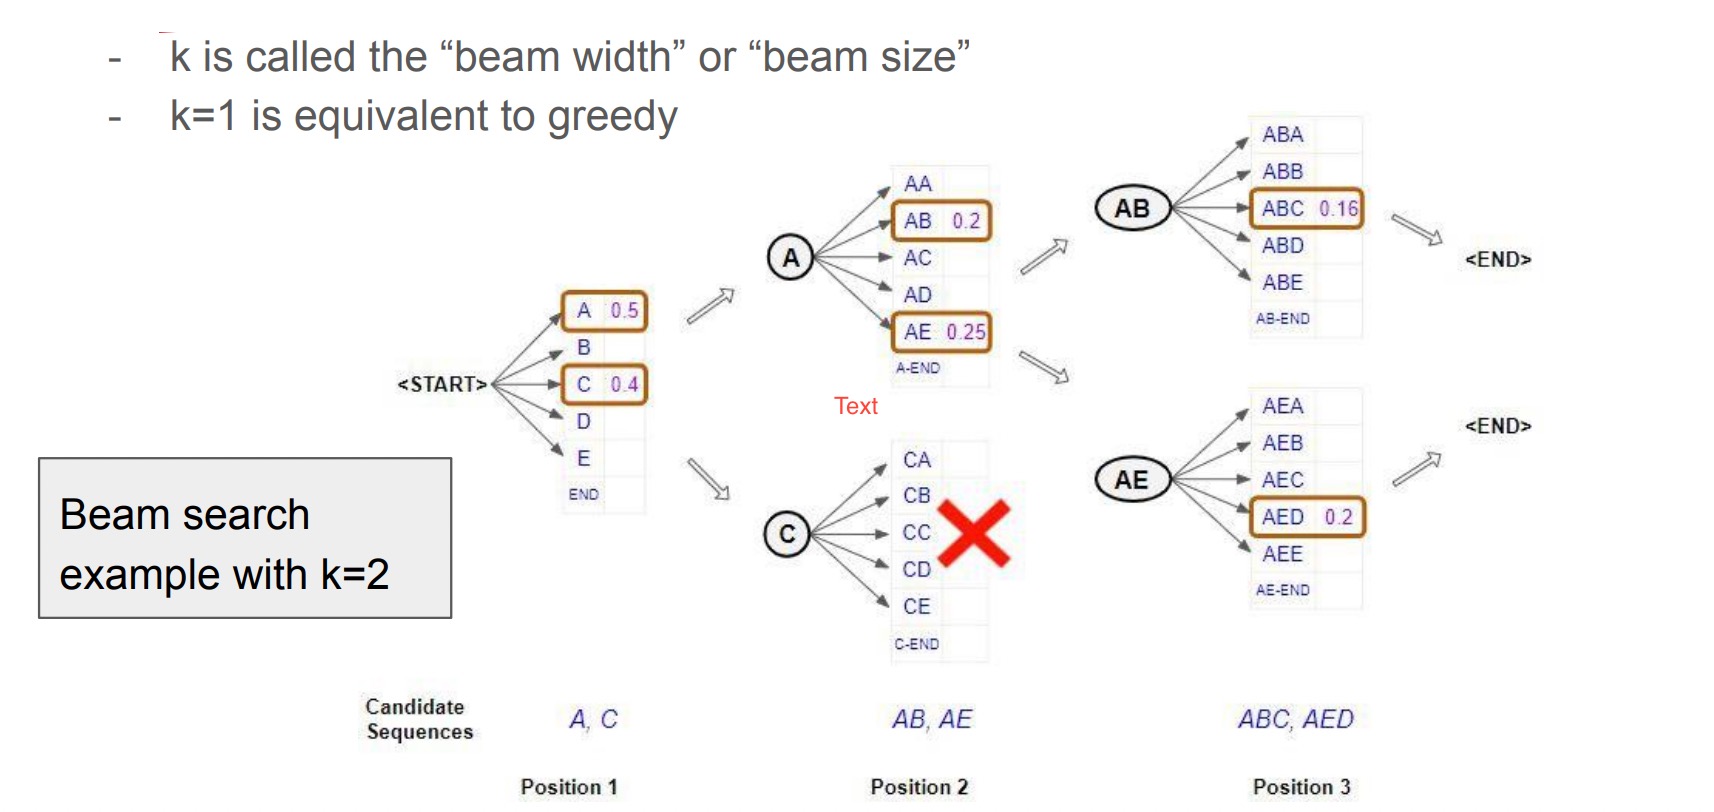 - k is called the “beam width” or “beam size”
- k=1 is equivalent to greedy
<START>
A 0.5
B
C 0.4
D
E
END
A
AA
AB 0.2
AC
AD
AE 0.25
A-END
Text
C
CA
CB
CC
CD
CE
C-END
AB
ABA
ABB
ABC 0.16
ABD
ABE
AB-END
<END>
AE
AEA
AEB
AEC
AED 0.2
AEE
AE-END
<END>
Beam search
example with k=2
Candidate
Sequences
A, C
AB, AE
ABC, AED
Position 1
Position 2
Position 3